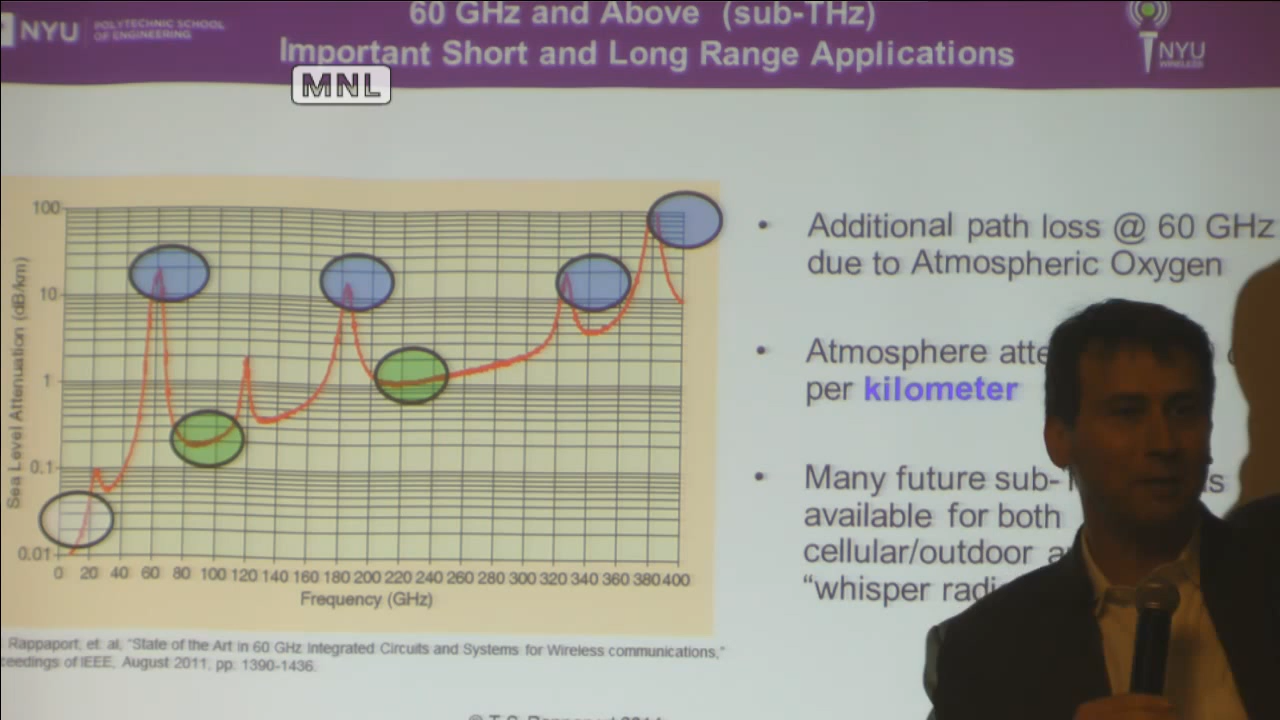 NYU POLYTECHNIC SCHOOL
OF ENGINEERING
60 GHz and Above (sub-THz)
Important Short and Long Range Applications
NYU
WIRELESS
MNL
Sea Level Attenuation (dB/km)
100
10
1
0.1
0.01
0 20 40 60 80 100 120 140 160 180 200 220 240 260 280 300 320 340 360 380 400
Frequency (GHz)
• Additional path loss @ 60 GHz
due to Atmospheric Oxygen
• Atmosphere atte
per kilometer
• Many future sub-
available for both
cellular/outdoor a
“whisper radi
Rappaport, et. al, "State of the Art in 60 GHz Integrated Circuits and Systems for Wireless communications,"
ceedings of IEEE, August 2011, pp. 1390-1436.